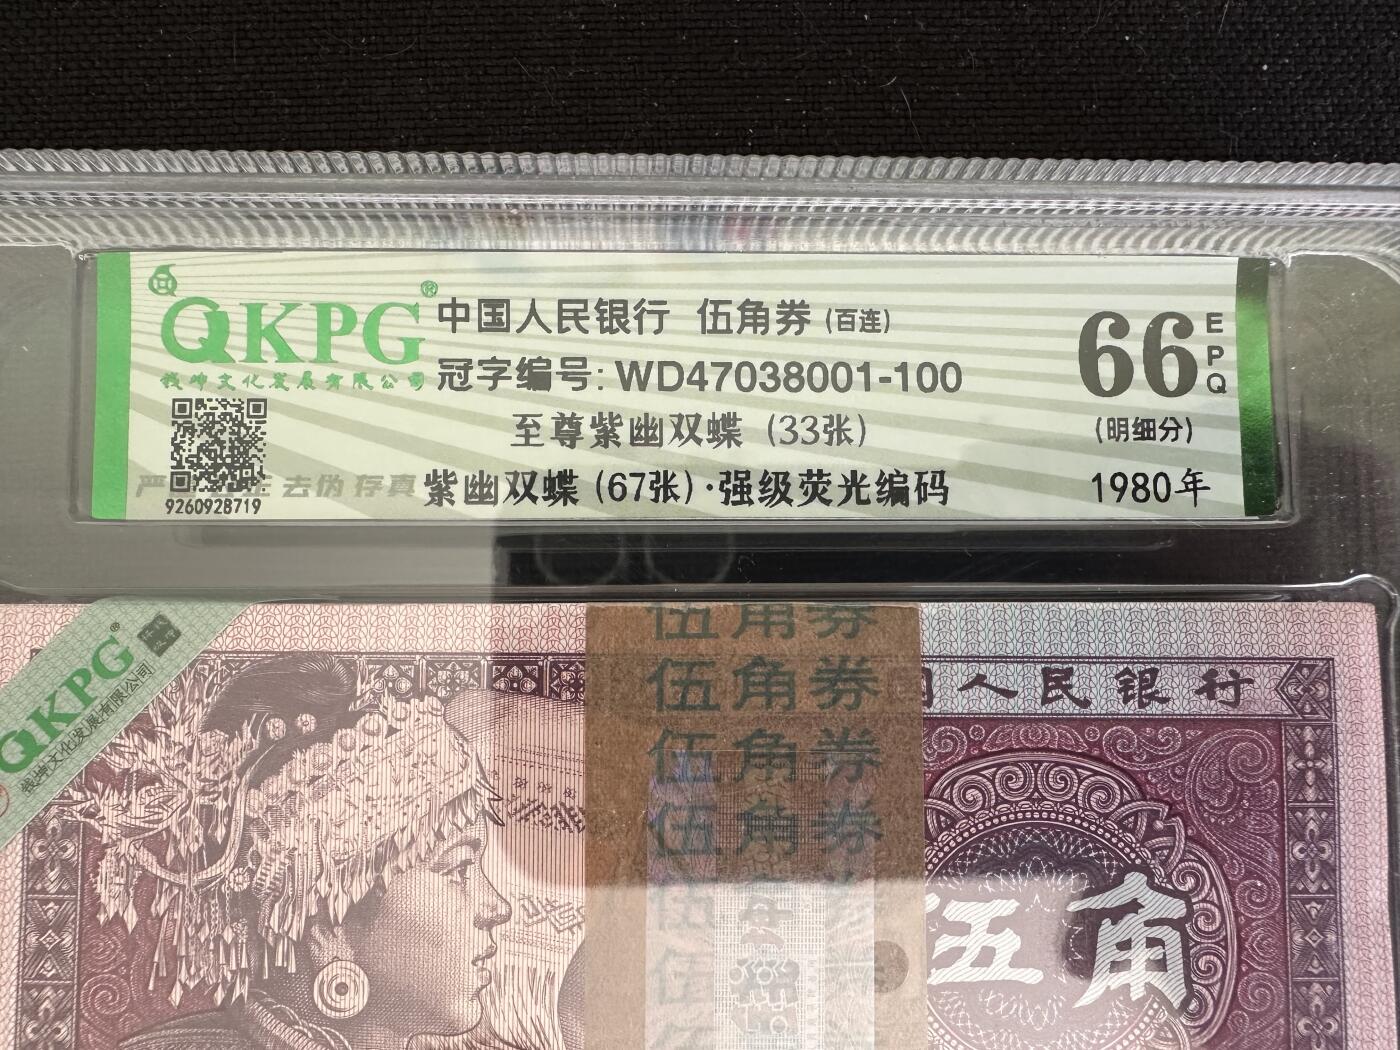 QKPG®
钱坤文化发展有限公司
中国人民银行 伍角券 (百连)
冠字编号: WD47038001-100
至尊紫幽双蝶 (33张)
紫幽双蝶 (67张)·强级荧光编码
66
EPQ
(明细分)
1980年
去伪存真
9260928719
QKPG®
钱坤文化发展有限公司
伍角券
伍角券
伍角券
伍角券
人民银行
伍角